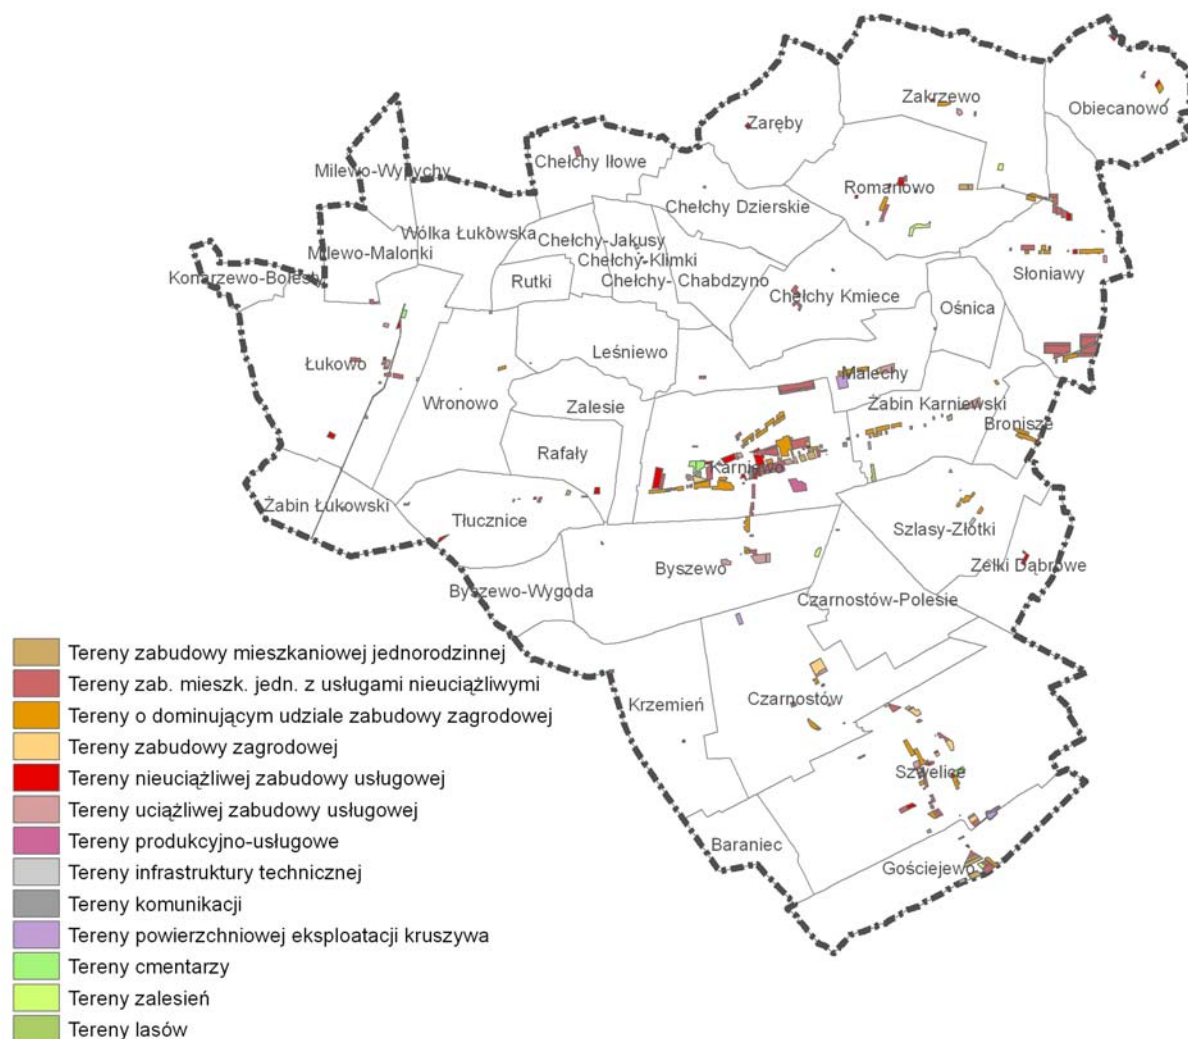 Zakrzewo
Obiecanowo
Zaręby
Chełchy Iłowe
Milewo-Wypychy
Romanowo
Chełchy Dzierskie
Wólka Łukowska
Chełchy-Jakusy
Milewo-Malonki
Chełchy-Klimki
Konarzewo-Bolesty
Rutki
Chełchy- Chabdzyno
Słoniawy
Chełchy Kmiece
Ośnica
Łukowo
Leśniewo
Malechy
Wronowo
Zalesie
Żabin Karniewski
Bronisze
Rafały
Karniewo
Żabin Łukowski
Tłucznice
Szlasy-Złotki
Byszewo
Zelki Dąbrowe
Byszewo-Wygoda
Czarnostów-Polesie
Krzemień
Czarnostów
Szwelice
Baraniec
Gościejewo
Tereny zabudowy mieszkaniowej jednorodzinnej
Tereny zab. mieszk. jedn. z usługami nieuciążliwymi
Tereny o dominującym udziale zabudowy zagrodowej
Tereny zabudowy zagrodowej
Tereny nieuciążliwej zabudowy usługowej
Tereny uciążliwej zabudowy usługowej
Tereny produkcyjno-usługowe
Tereny infrastruktury technicznej
Tereny komunikacji
Tereny powierzchniowej eksploatacji kruszywa
Tereny cmentarzy
Tereny zalesień
Tereny lasów